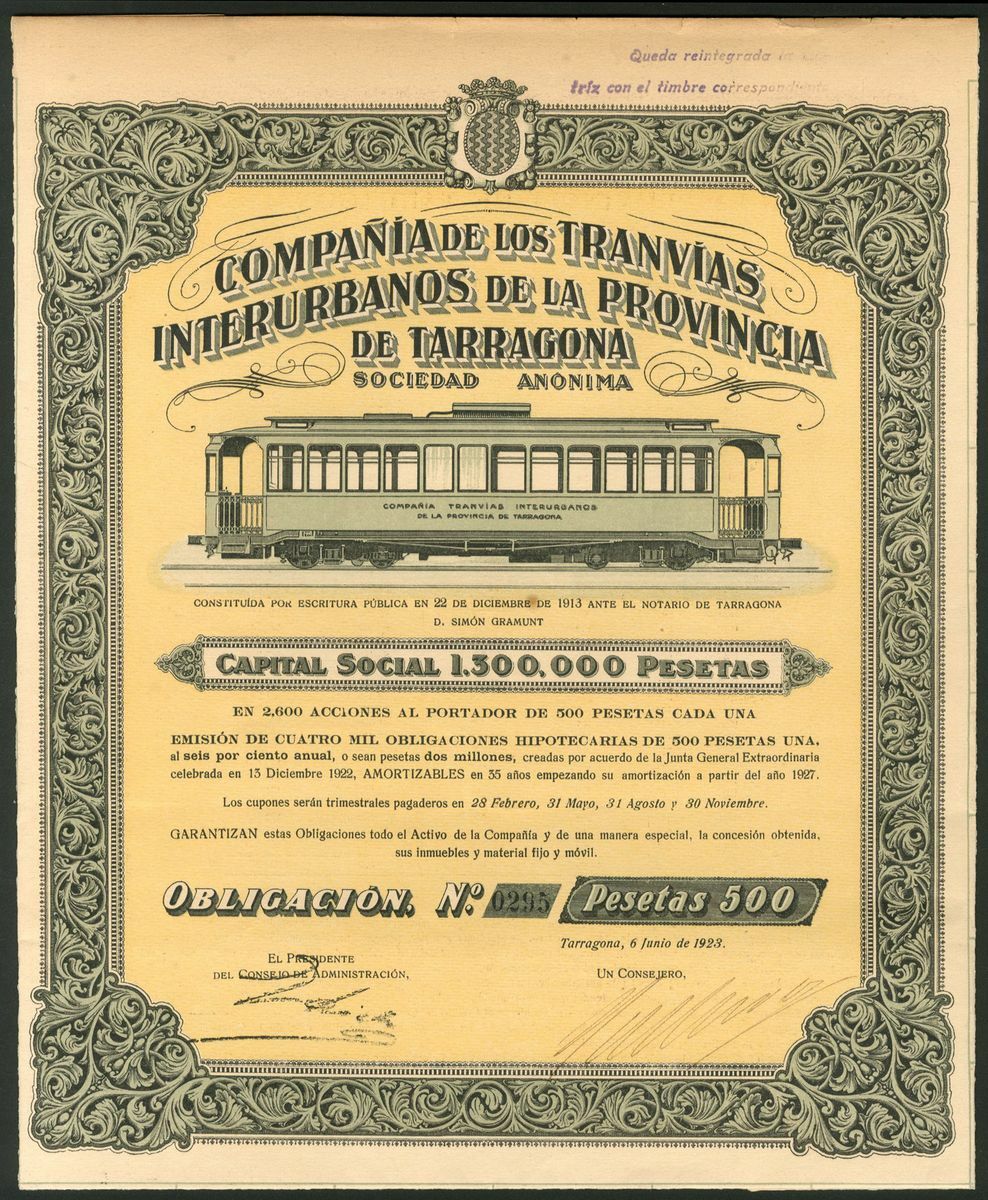 Queda reintegrada la
triz con el timbre correspondiente
COMPAÑÍA DE LOS TRANVÍAS
INTERURBANOS DE LA PROVINCIA
DE TARRAGONA
SOCIEDAD ANÓNIMA
COMPAÑIA TRANVIAS INTERURBANOS
DE LA PROVINCIA DE TARRAGONA
CONSTITUÍDA POR ESCRITURA PÚBLICA EN 22 DE DICIEMBRE DE 1913 ANTE EL NOTARIO DE TARRAGONA
D. SIMÓN GRAMUNT
CAPITAL SOCIAL 1.300,000 PESETAS
EN 2,600 ACCIONES AL PORTADOR DE 500 PESETAS CADA UNA
EMISIÓN DE CUATRO MIL OBLIGACIONES HIPOTECARIAS DE 500 PESETAS UNA,
al seis por ciento anual, o sean pesetas dos millones, creadas por acuerdo de la Junta General Extraordinaria
celebrada en 13 Diciembre 1922, AMORTIZABLES en 35 años empezando su amortización a partir del año 1927.
Los cupones serán trimestrales pagaderos en 28 Febrero, 31 Mayo, 31 Agosto y 30 Noviembre.
GARANTIZAN estas Obligaciones todo el Activo de la Compañía y de una manera especial, la concesión obtenida,
sus inmuebles y material fijo y móvil.
OBLIGACIÓN, N.º 0295 Pesetas 500
Tarragona, 6 Junio de 1923.
EL PRESIDENTE
DEL CONSEJO DE ADMINISTRACIÓN,
UN CONSEJERO,